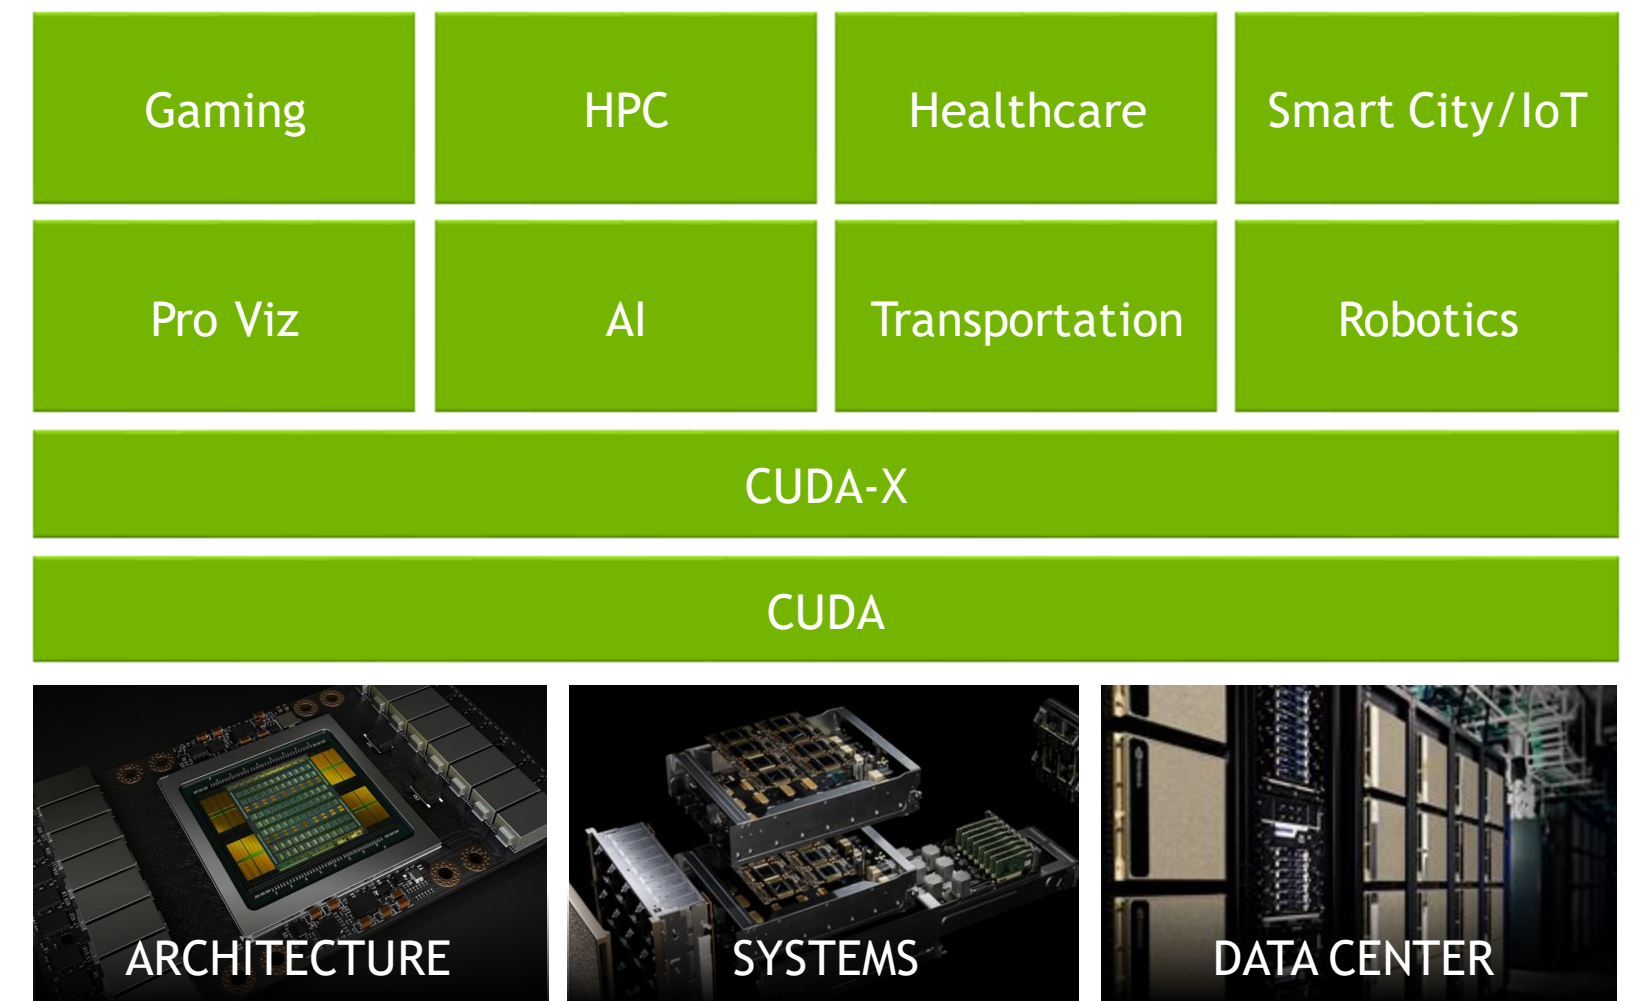 Gaming
HPC
Healthcare
Smart City/IoT
Pro Viz
AI
Transportation
Robotics
CUDA-X
CUDA
ARCHITECTURE
SYSTEMS
DATA CENTER